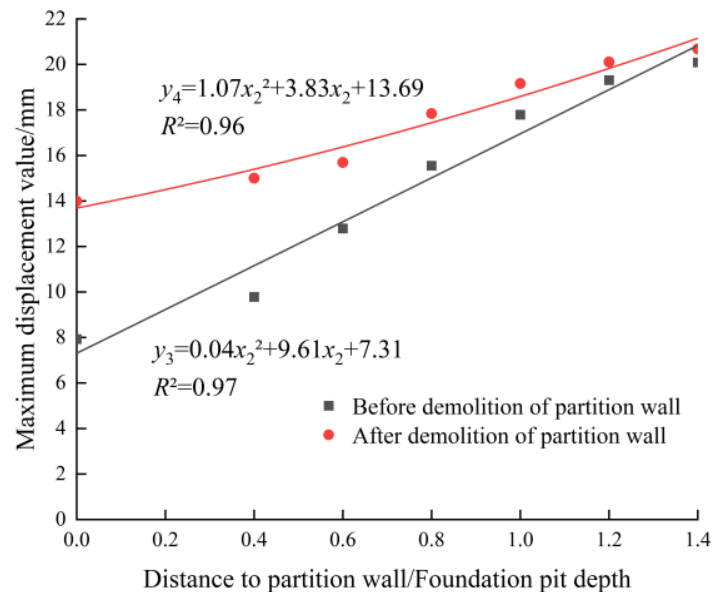 22
20
18
16
14
12
10
8
6
4
2
0
Maximum displacement value/mm
y₄=1.07x₂²+3.83x₂+13.69
R²=0.96
y₃=0.04x₂²+9.61x₂+7.31
R²=0.97
Before demolition of partition wall
After demolition of partition wall
0.0 0.2 0.4 0.6 0.8 1.0 1.2 1.4
Distance to partition wall/Foundation pit depth